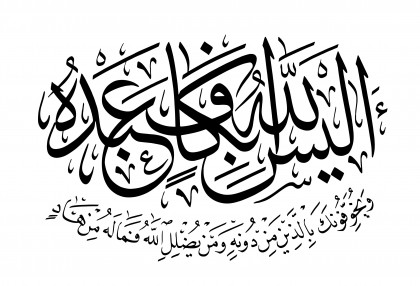 أَلَيْسَ اللَّهُ بِكَافٍ عَبْدَهُ
وَيُخَوِّفُونَكَ بِالَّذِينَ مِنْ دُونِهِ وَمَنْ يُضْلِلِ اللَّهُ فَمَا لَهُ مِنْ هَادٍ